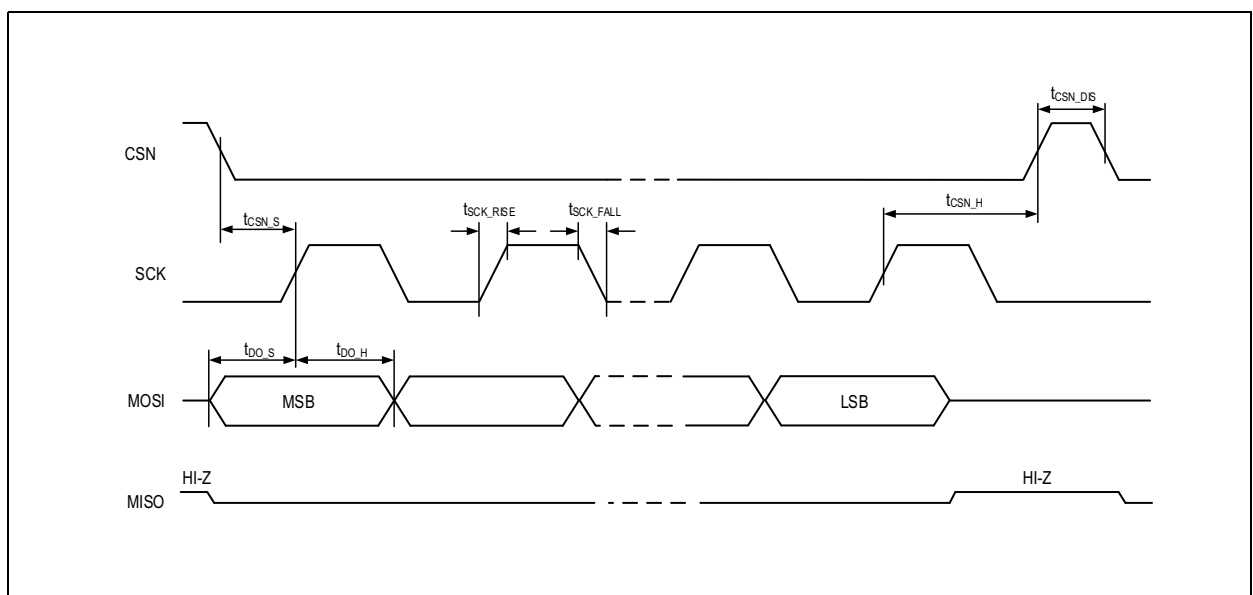 tCSN_DIS
CSN
tCSN_S
tSCK_RISE
tSCK_FALL
tCSN_H
SCK
tDO_S
tDO_H
MOSI
MSB
LSB
HI-Z
HI-Z
MISO